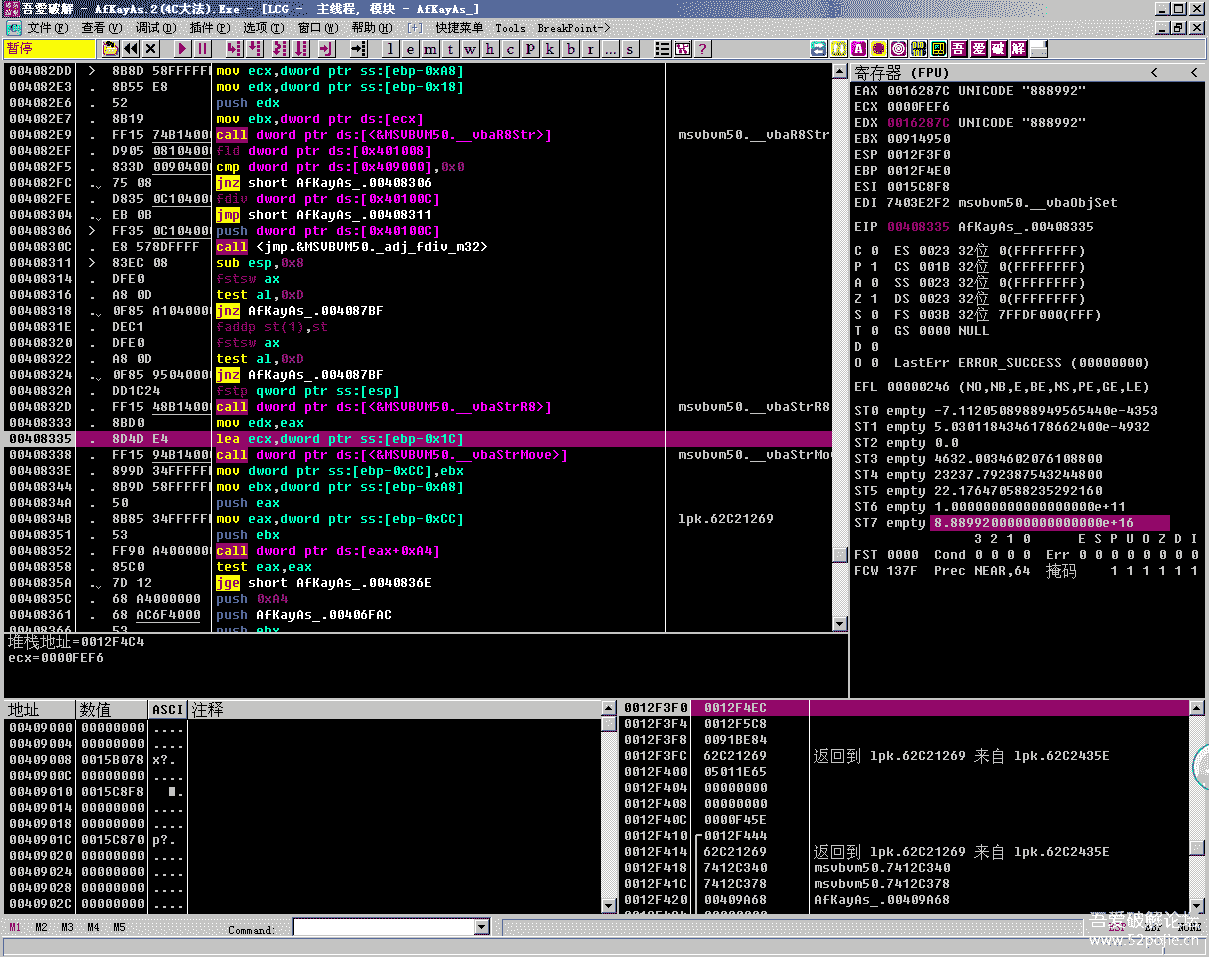 吾爱破解 - AfKayAs.2(4C大法).Exe - [LCG - 主线程, 模块 - AfKayAs_]
文件(F) 查看(V) 调试(D) 插件(P) 选项(T) 窗口(W) 帮助(H) [+] 快捷菜单 Tools BreakPoint->
暂停 l e m t w h c P k b r ... s ? A 吾 爱 破 解
004082DD > 8B8D 58FFFFFF mov ecx,dword ptr ss:[ebp-0xA8]
004082E3 . 8B55 E8 mov edx,dword ptr ss:[ebp-0x18]
004082E6 . 52 push edx
004082E7 . 8B19 mov ebx,dword ptr ds:[ecx]
004082E9 . FF15 74B14000 call dword ptr ds:[<&MSVBVM50.__vbaR8Str>] msvbvm50.__vbaR8Str
004082EF . D905 08104000 fld dword ptr ds:[0x401008]
004082F5 . 833D 00904000 cmp dword ptr ds:[0x409000],0x0
004082FC . 75 08 jnz short AfKayAs_.00408306
004082FE . D835 0C104000 fdiv dword ptr ds:[0x40100C]
00408304 . EB 0B jmp short AfKayAs_.00408311
00408306 > FF35 0C104000 push dword ptr ds:[0x40100C]
0040830C . E8 578DFFFF call <jmp.&MSVBVM50._adj_fdiv_m32>
00408311 > 83EC 08 sub esp,0x8
00408314 . DFE0 fstsw ax
00408316 . A8 0D test al,0xD
00408318 . 0F85 A1040000 jnz AfKayAs_.004087BF
0040831E . DEC1 faddp st(1),st
00408320 . DFE0 fstsw ax
00408322 . A8 0D test al,0xD
00408324 . 0F85 95040000 jnz AfKayAs_.004087BF
0040832A . DD1C24 fstp qword ptr ss:[esp]
0040832D . FF15 48B14000 call dword ptr ds:[<&MSVBVM50.__vbaStrR8>] msvbvm50.__vbaStrR8
00408333 . 8BD0 mov edx,eax
00408335 . 8D4D E4 lea ecx,dword ptr ss:[ebp-0x1C]
00408338 . FF15 94B14000 call dword ptr ds:[<&MSVBVM50.__vbaStrMove>] msvbvm50.__vbaStrMov
0040833E . 899D 34FFFFFF mov dword ptr ss:[ebp-0xCC],ebx
00408344 . 8B9D 58FFFFFF mov ebx,dword ptr ss:[ebp-0xA8]
0040834A . 50 push eax
0040834B . 8B85 34FFFFFF mov eax,dword ptr ss:[ebp-0xCC] lpk.62C21269
00408351 . 53 push ebx
00408352 . FF90 A4000000 call dword ptr ds:[eax+0xA4]
00408358 . 85C0 test eax,eax
0040835A . 7D 12 jge short AfKayAs_.0040836E
0040835C . 68 A4000000 push 0xA4
00408361 . 68 AC6F4000 push AfKayAs_.00406FAC
00408366 . 53 push ebx
堆栈地址=0012F4C4
ecx=0000FEF6
寄存器 (FPU) < <
EAX 0016287C UNICODE "888992"
ECX 0000FEF6
EDX 0016287C UNICODE "888992"
EBX 00914950
ESP 0012F3F0
EBP 0012F4E0
ESI 0015C8F8
EDI 7403E2F2 msvbvm50.__vbaObjSet
EIP 00408335 AfKayAs_.00408335
C 0 ES 0023 32位 0(FFFFFFFF)
P 1 CS 001B 32位 0(FFFFFFFF)
A 0 SS 0023 32位 0(FFFFFFFF)
Z 1 DS 0023 32位 0(FFFFFFFF)
S 0 FS 003B 32位 7FFDF000(FFF)
T 0 GS 0000 NULL
D 0
O 0 LastErr ERROR_SUCCESS (00000000)
EFL 00000246 (NO,NB,E,BE,NS,PE,GE,LE)
ST0 empty -7.1120508988949565440e-4353
ST1 empty 5.0301184346178662400e-4932
ST2 empty 0.0
ST3 empty 4632.0034602076108800
ST4 empty 23237.792387543244800
ST5 empty 22.176470588235292160
ST6 empty 1.0000000000000000000e+11
ST7 empty 8.8899200000000000000e+16
3 2 1 0 E S P U O Z D I
FST 0000 Cond 0 0 0 0 Err 0 0 0 0 0 0 0 0
FCW 137F Prec NEAR,64 掩码 1 1 1 1 1 1
地址 数值 ASCI 注释
00409000 00000000 ....
00409004 00000000 ....
00409008 0015B078 x?.
0040900C 00000000 ....
00409010 0015C8F8
00409014 00000000 ....
00409018 00000000 ....
0040901C 0015C870 p?.
00409020 00000000 ....
00409024 00000000 ....
00409028 00000000 ....
0040902C 00000000 ....
0012F3F0 0012F4EC
0012F3F4 0012F5C8
0012F3F8 0091BE84
0012F3FC 62C21269 返回到 lpk.62C21269 来自 lpk.62C2435E
0012F400 05011E65
0012F404 00000000
0012F408 00000000
0012F40C 0000F45E
0012F410 0012F444
0012F414 62C21269 返回到 lpk.62C21269 来自 lpk.62C2435E
0012F418 7412C340 msvbvm50.7412C340
0012F41C 7412C378 msvbvm50.7412C378
0012F420 00409A68 AfKayAs_.00409A68
M1 M2 M3 M4 M5 Command: ESP EBP NONE
吾爱破解论坛
www.52pojie.cn